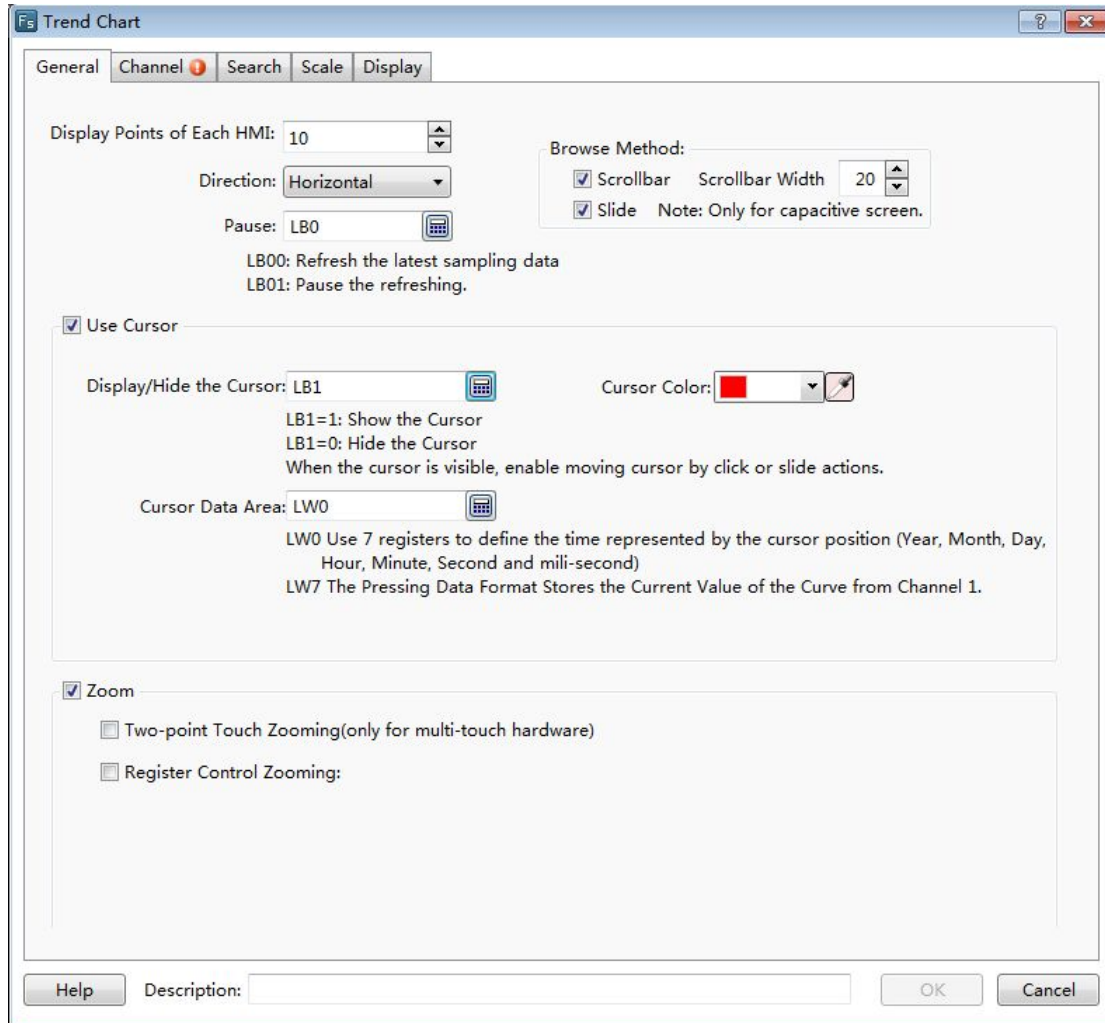 Fs Trend Chart
General Channel Search Scale Display
Display Points of Each HMI: 10
Browse Method:
Direction: Horizontal
Scrollbar Scrollbar Width 20
Pause: LB0
Slide Note: Only for capacitive screen.
LB00: Refresh the latest sampling data
LB01: Pause the refreshing.
Use Cursor
Display/Hide the Cursor: LB1 Cursor Color:
LB1=1: Show the Cursor
LB1=0: Hide the Cursor
When the cursor is visible, enable moving cursor by click or slide actions.
Cursor Data Area: LW0
LW0 Use 7 registers to define the time represented by the cursor position (Year, Month, Day,
Hour, Minute, Second and mili-second)
LW7 The Pressing Data Format Stores the Current Value of the Curve from Channel 1.
Zoom
Two-point Touch Zooming(only for multi-touch hardware)
Register Control Zooming:
Help Description: OK Cancel